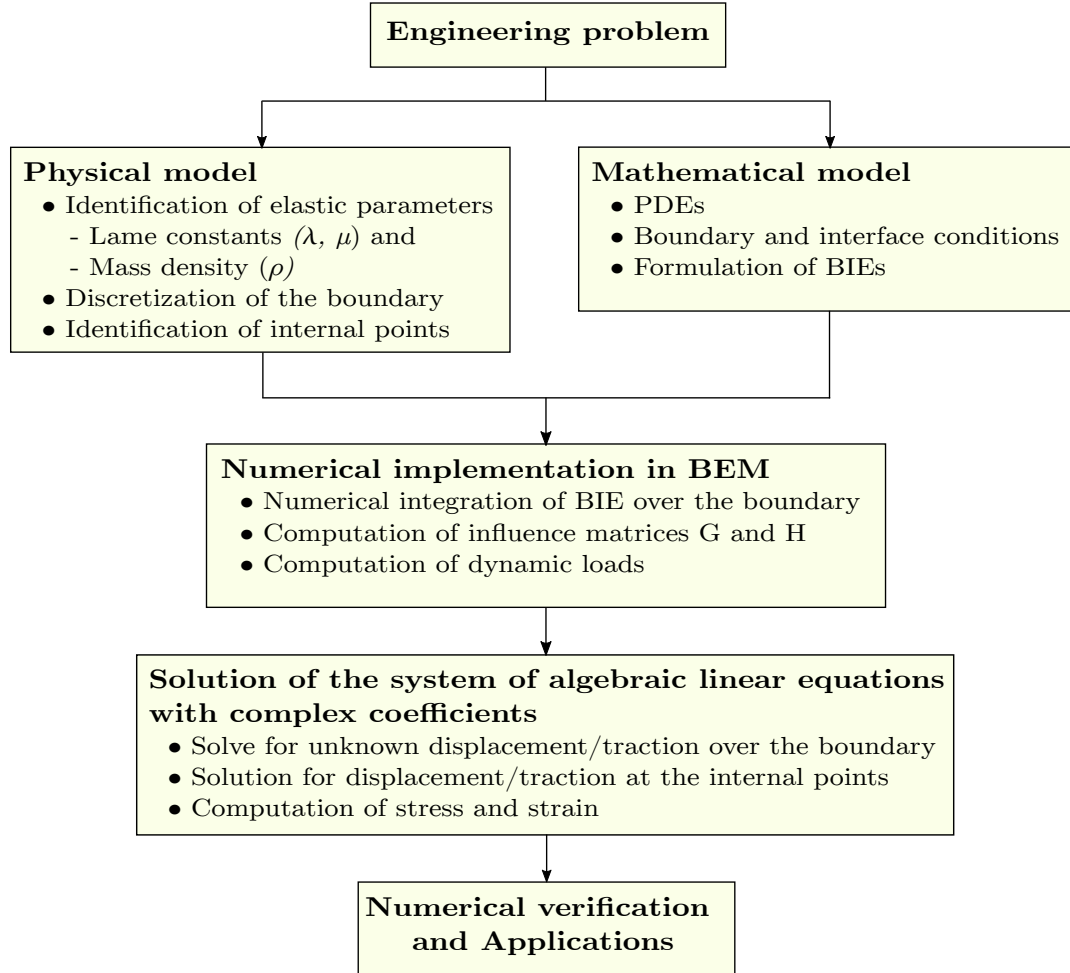 Engineering problem
Physical model
• Identification of elastic parameters
- Lame constants (λ, μ) and
- Mass density (ρ)
• Discretization of the boundary
• Identification of internal points
Mathematical model
• PDEs
• Boundary and interface conditions
• Formulation of BIEs
Numerical implementation in BEM
• Numerical integration of BIE over the boundary
• Computation of influence matrices G and H
• Computation of dynamic loads
Solution of the system of algebraic linear equations
with complex coefficients
• Solve for unknown displacement/traction over the boundary
• Solution for displacement/traction at the internal points
• Computation of stress and strain
Numerical verification
and Applications